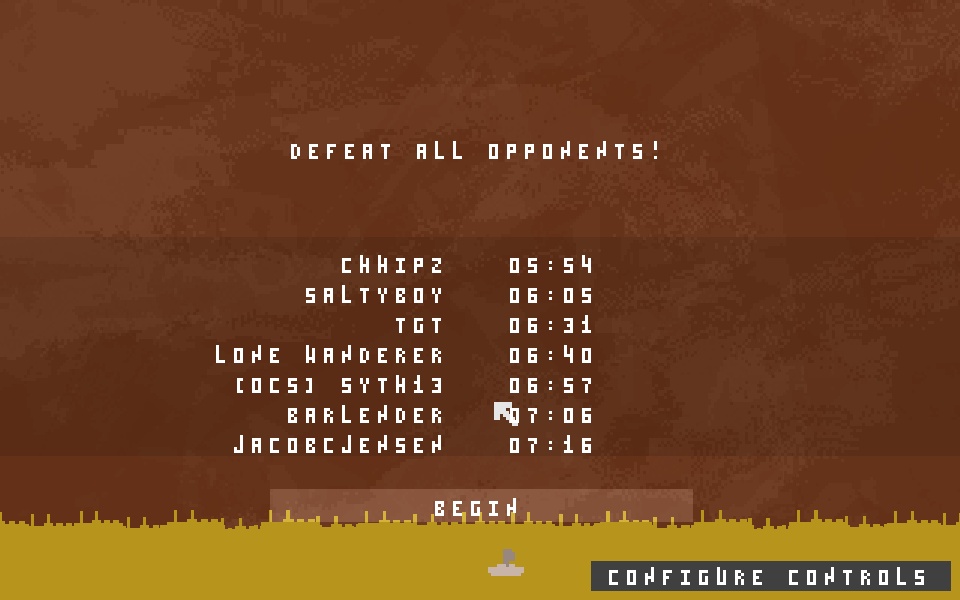 DEFEAT ALL OPPONENTS!
CHHIPZ 05:54
SALTYBOY 06:05
TGT 06:31
LONE WANDERER 06:40
[OCS] SYTH13 06:57
BARLENDER 07:06
JACOBCJENSEN 07:16
BEGIN
CONFIGURE CONTROLS